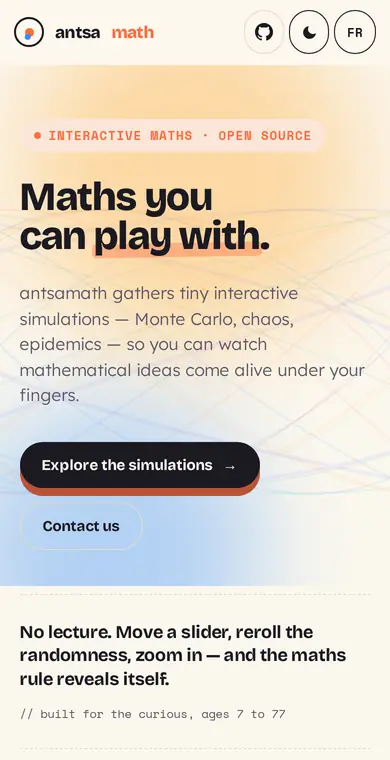 antsa math
FR
INTERACTIVE MATHS · OPEN SOURCE
Maths you
can play with.
antsamath gathers tiny interactive
simulations — Monte Carlo, chaos,
epidemics — so you can watch
mathematical ideas come alive under your
fingers.
Explore the simulations →
Contact us
No lecture. Move a slider, reroll the
randomness, zoom in — and the maths
rule reveals itself.
// built for the curious, ages 7 to 77